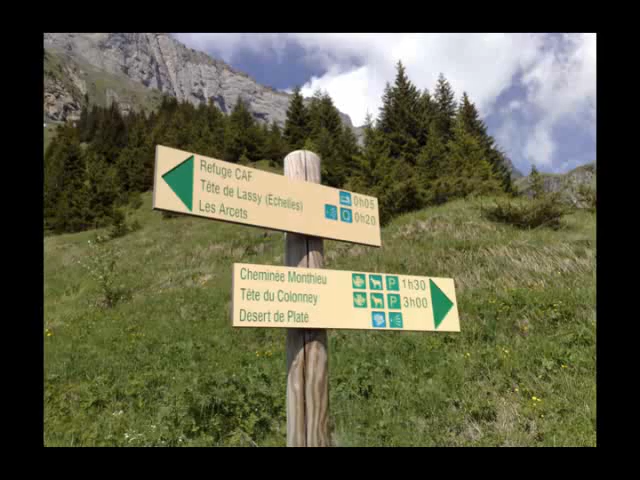 Refuge CAF 0h05
Tête de Lassy (Echelles) 0h20
Les Arcets
Cheminée Monthieu P 1h30
Tête du Colonney P 3h00
Desert de Platé